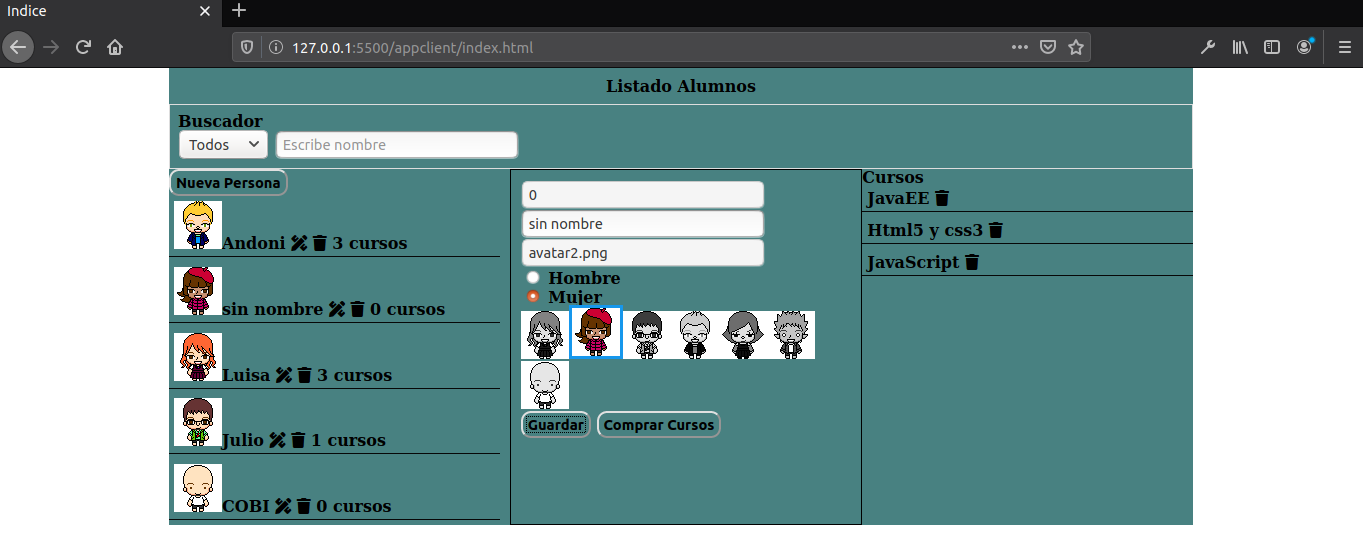 Indice
127.0.0.1:5500/appclient/index.html
Listado Alumnos
Buscador
Todos
Escribe nombre
Nueva Persona
Andoni 3 cursos
sin nombre 0 cursos
Luisa 3 cursos
Julio 1 cursos
COBI 0 cursos
0
sin nombre
avatar2.png
Hombre
Mujer
Guardar
Comprar Cursos
Cursos
JavaEE
Html5 y css3
JavaScript